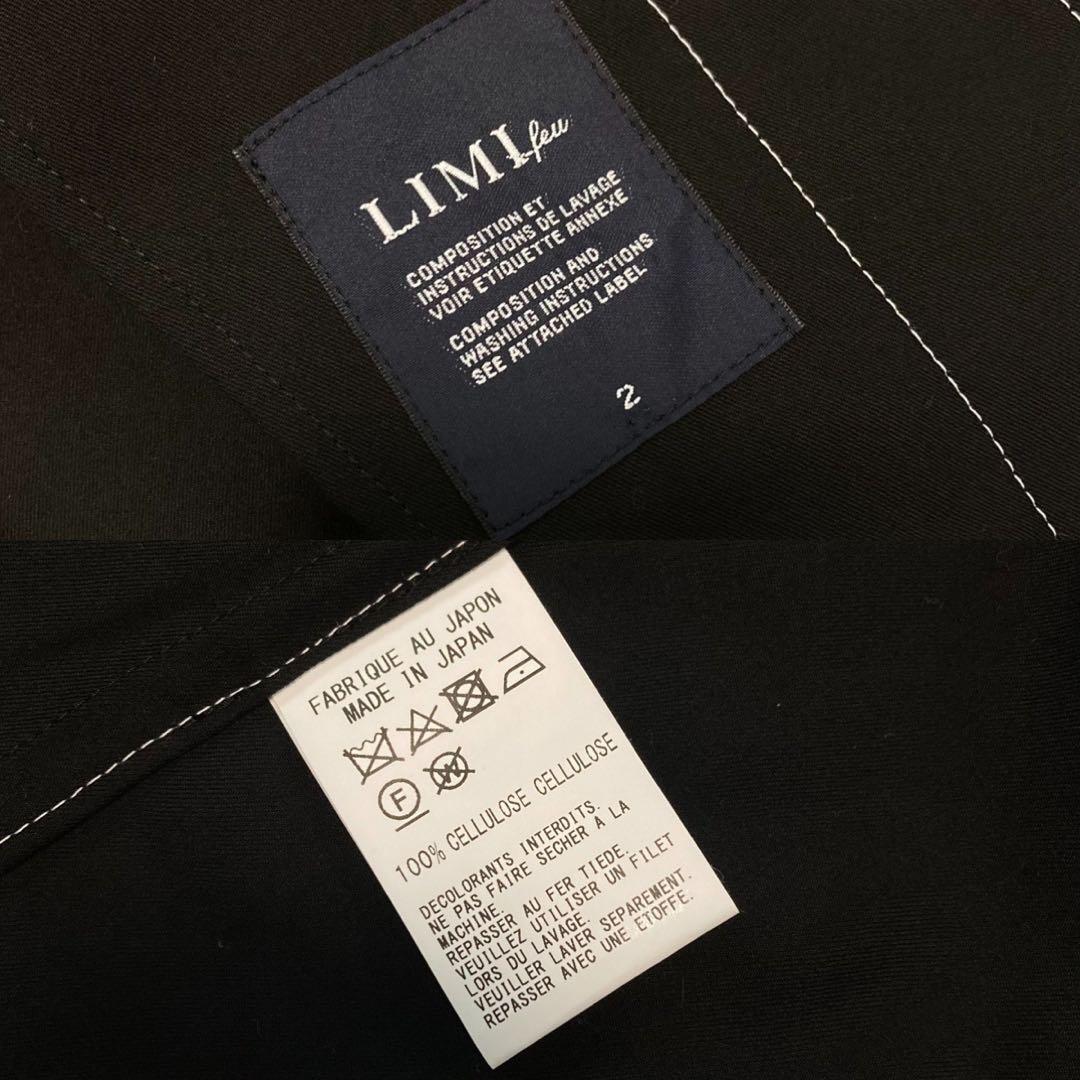 LIMI feu
COMPOSITION ET
INSTRUCTIONS DE LAVAGE
VOIR ETIQUETTE ANNEXE
COMPOSITION AND
WASHING INSTRUCTIONS
SEE ATTACHED LABEL
2
FABRIQUE AU JAPON
MADE IN JAPAN
F W
100% CELLULOSE CELLULOSE
DECOLORANTS INTERDITS.
NE PAS FAIRE SECHER À LA
MACHINE.
REPASSER AU FER TIEDE.
VEUILLEZ UTILISER UN FILET
LORS DU LAVAGE.
VEUILLER LAVER SEPAREMENT.
REPASSER AVEC UNE ETOFFE.